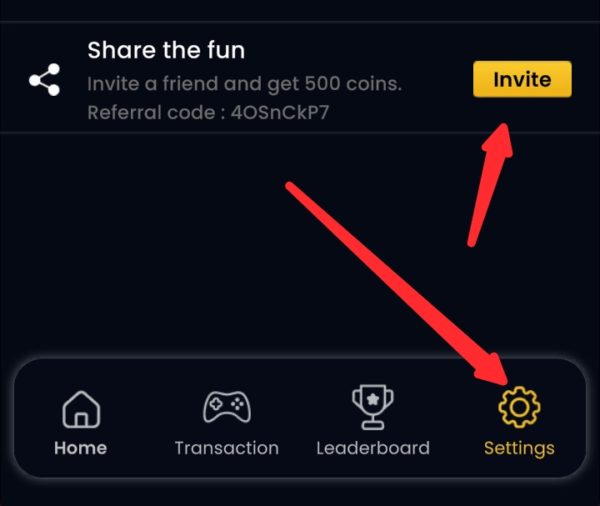 Share the fun
Invite a friend and get 500 coins.
Referral code : 4OSnCkP7
Invite
Home
Transaction
Leaderboard
Settings